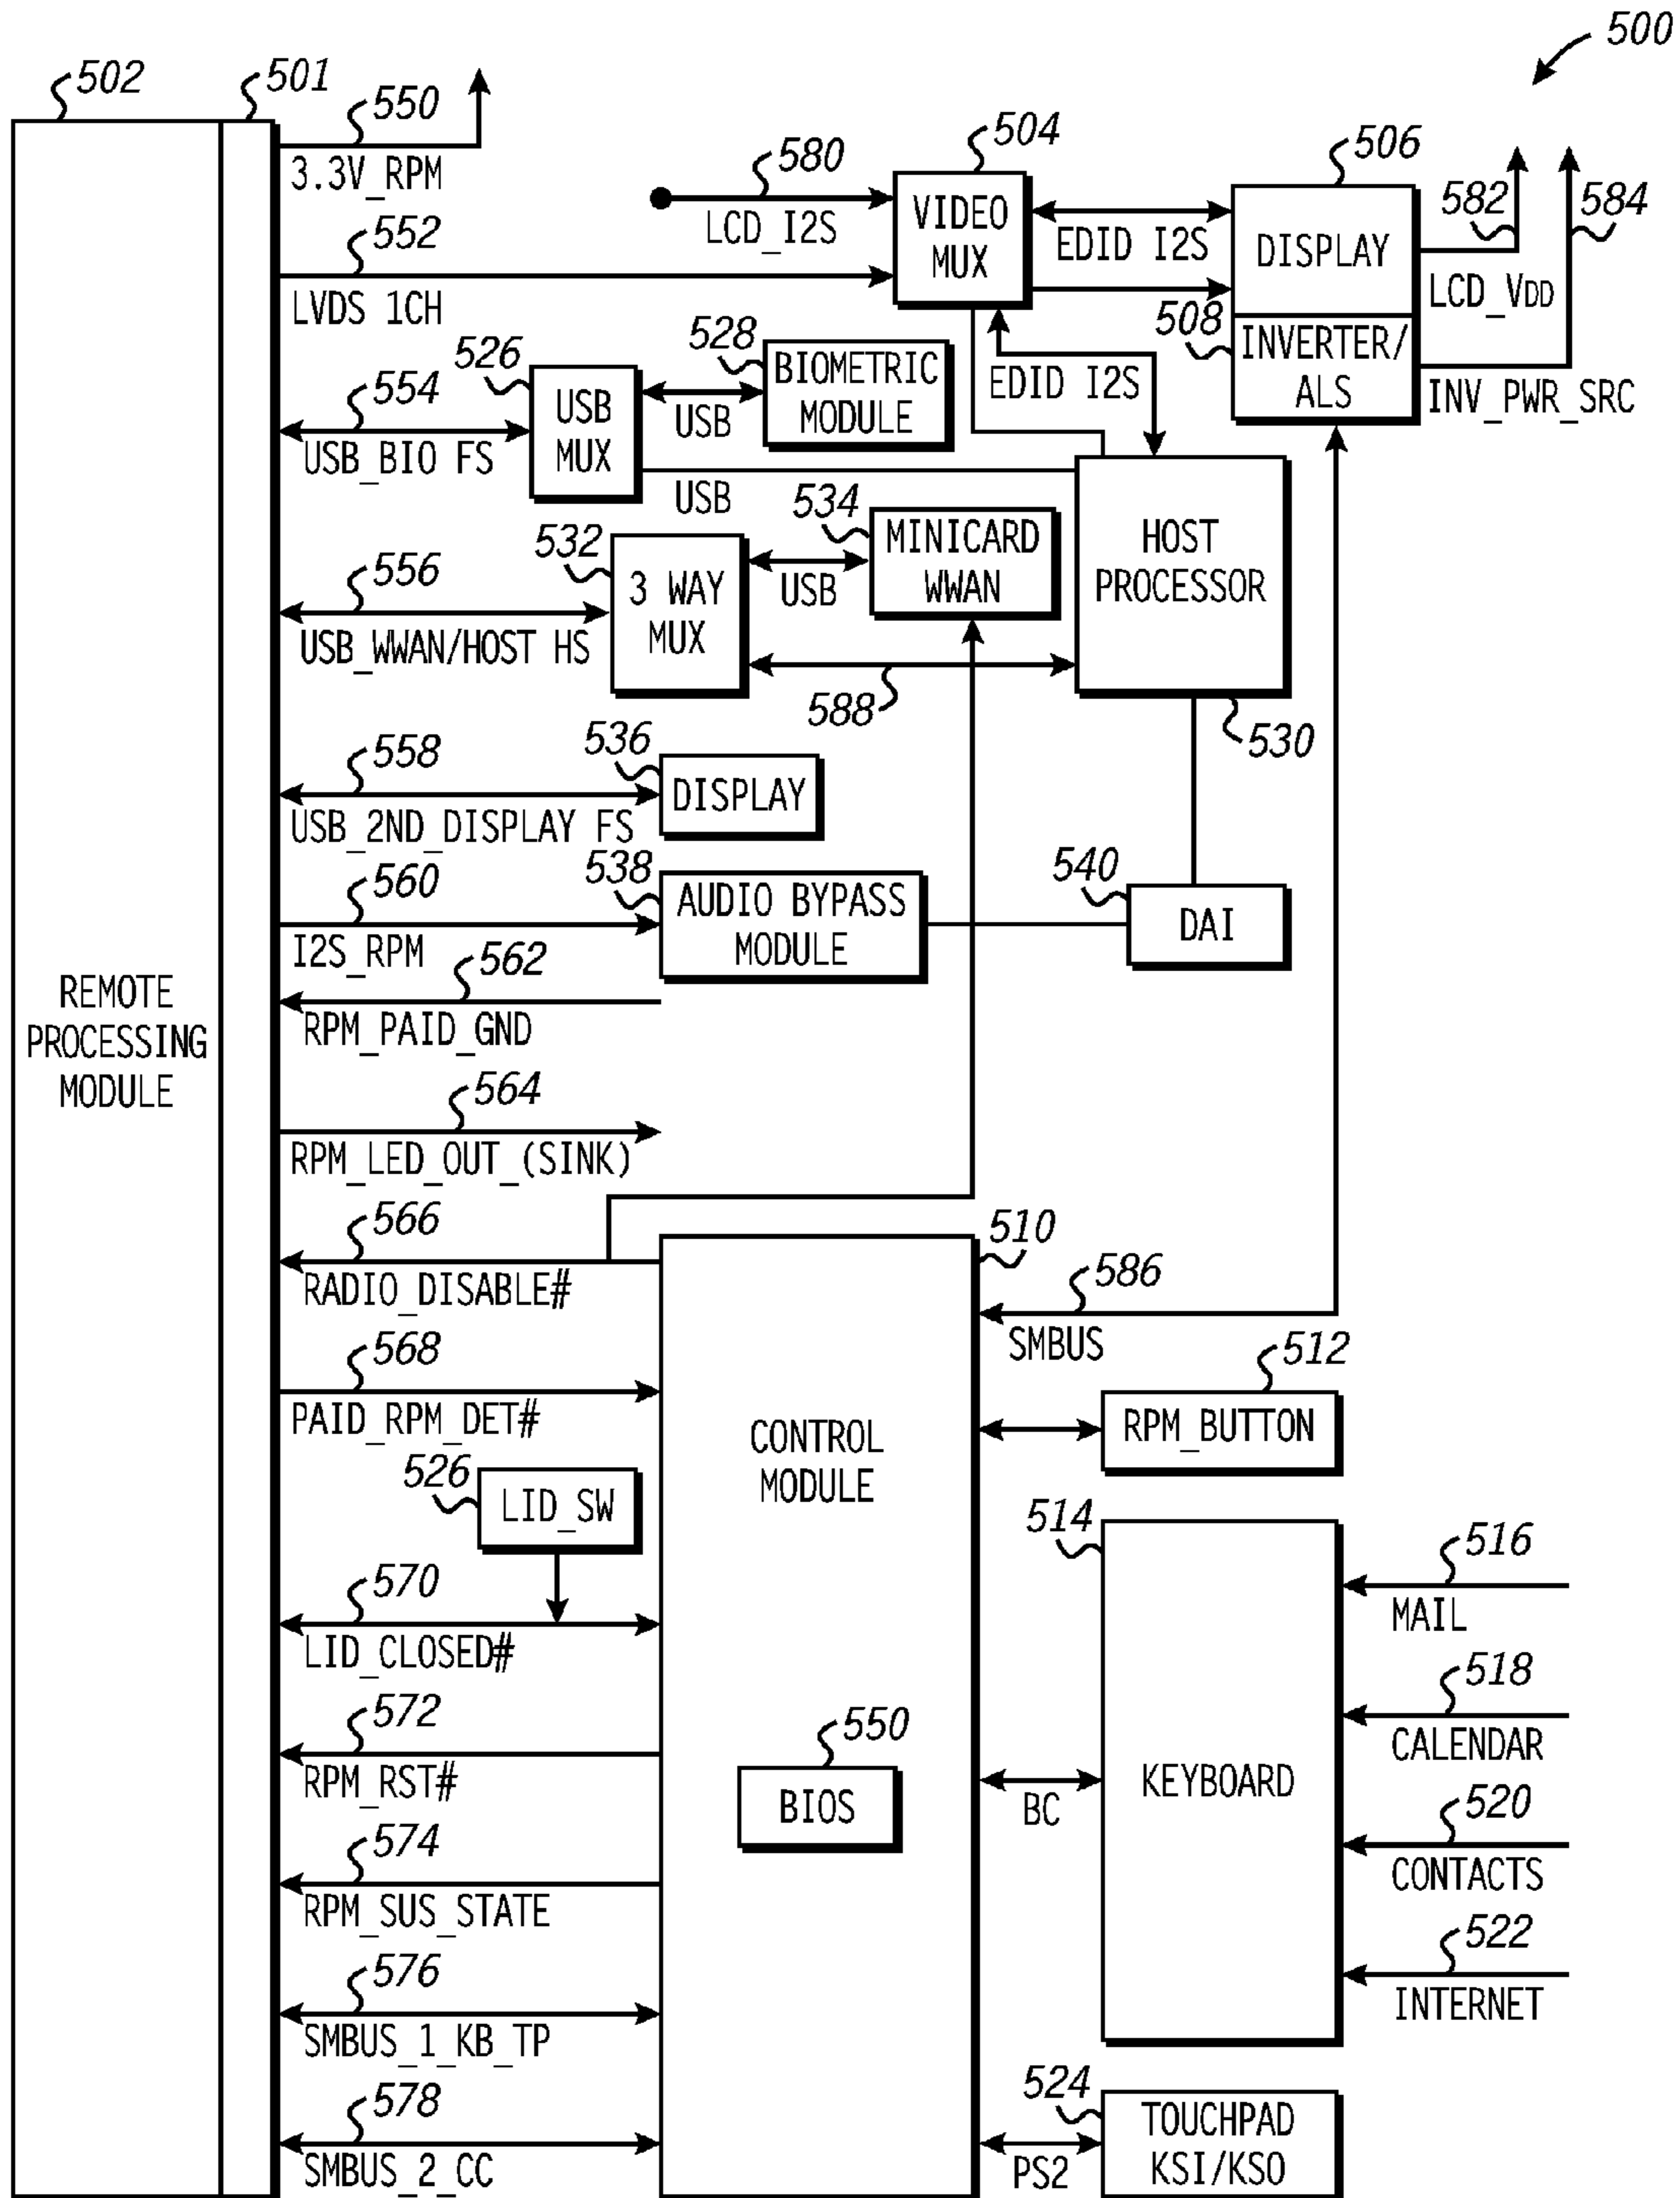 500
502
501
550
3.3V_RPM
580
LCD_I2S
504
VIDEO
MUX
EDID I2S
506
DISPLAY
582
584
LCD_VDD
552
LVDS 1CH
508
INVERTER/
ALS
INV_PWR_SRC
EDID I2S
526
USB
MUX
528
BIOMETRIC
MODULE
USB
554
USB_BIO FS
USB
534
MINICARD
WWAN
HOST
PROCESSOR
530
532
3 WAY
MUX
USB
556
USB_WWAN/HOST HS
588
558
USB_2ND_DISPLAY FS
536
DISPLAY
560
I2S_RPM
538
AUDIO BYPASS
MODULE
540
DAI
562
RPM_PAID_GND
REMOTE
PROCESSING
MODULE
564
RPM_LED_OUT_(SINK)
566
RADIO_DISABLE#
510
586
SMBUS
568
PAID_RPM_DET#
CONTROL
MODULE
512
RPM_BUTTON
526
LID_SW
514
516
MAIL
570
LID_CLOSED#
518
CALENDAR
572
RPM_RST#
550
BIOS
BC
KEYBOARD
520
CONTACTS
574
RPM_SUS_STATE
522
INTERNET
576
SMBUS_1_KB_TP
524
TOUCHPAD
KSI/KSO
PS2
578
SMBUS_2_CC